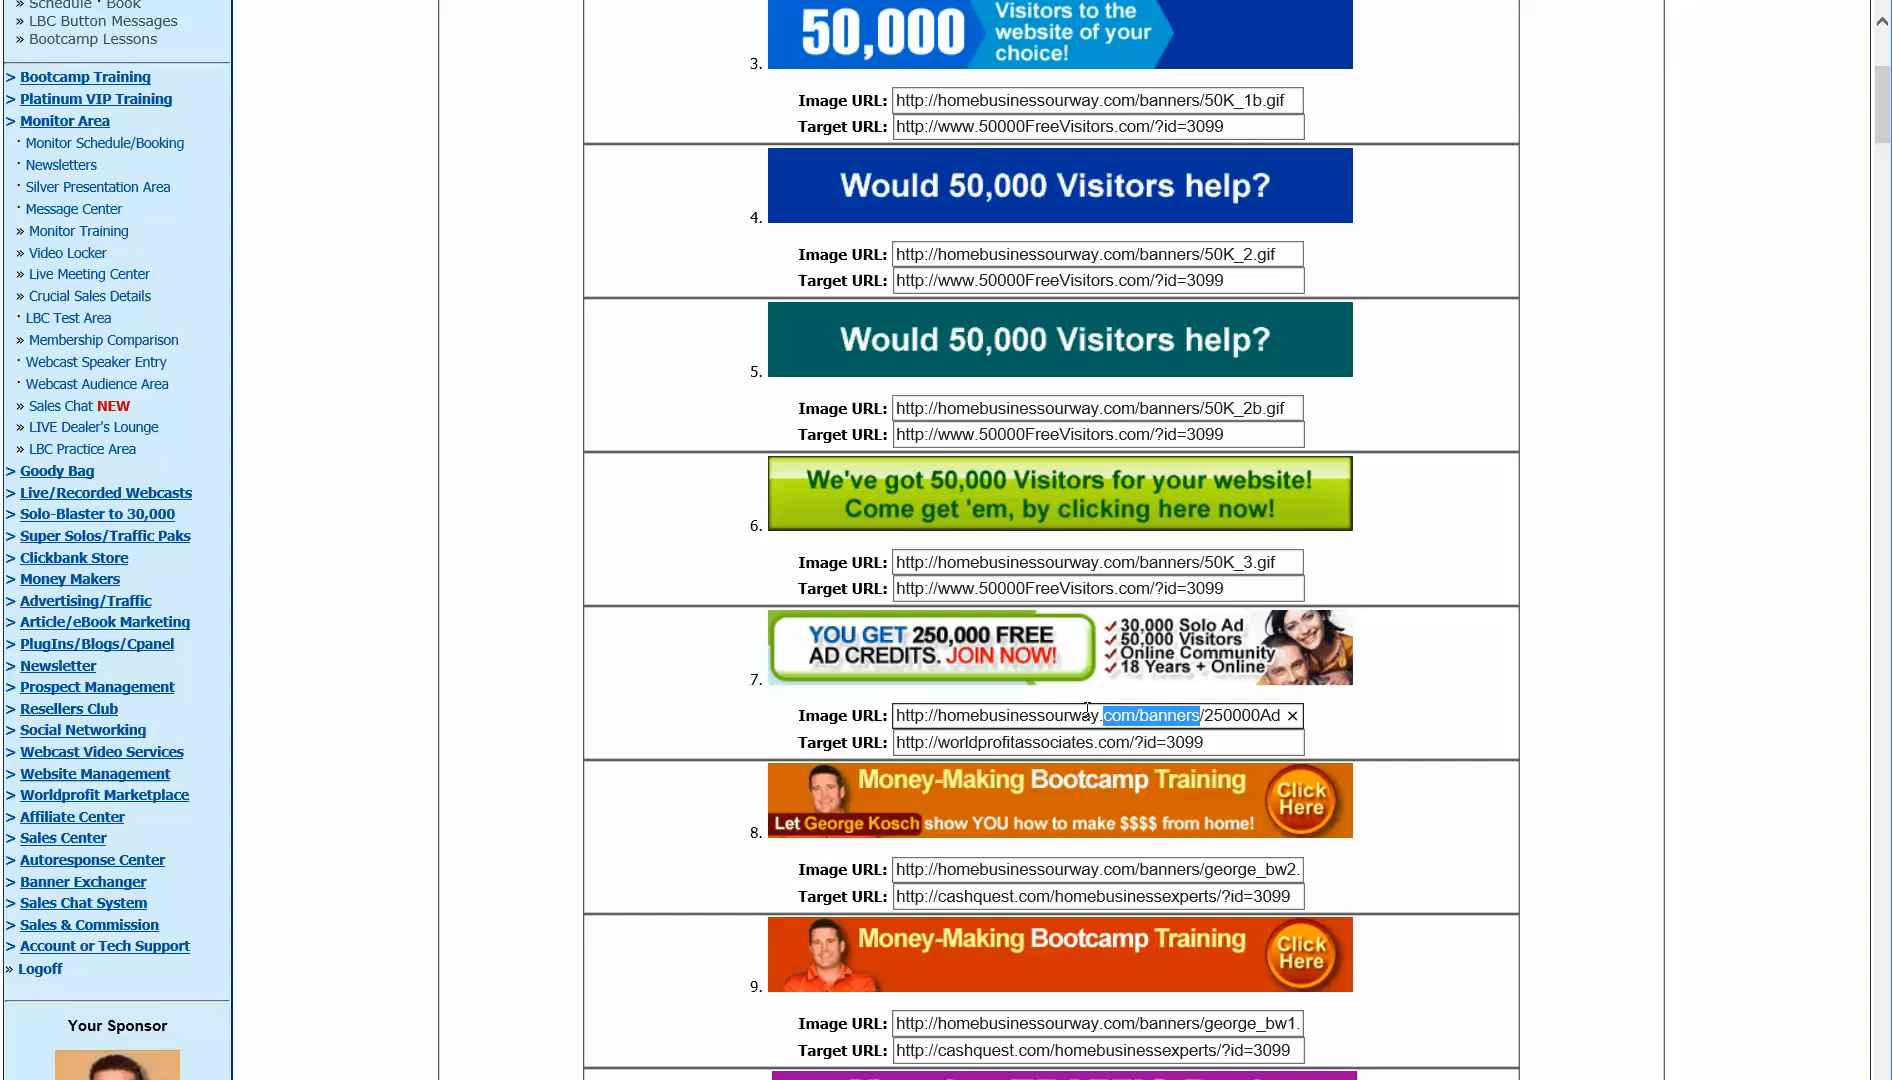 » Schedule · Book
» LBC Button Messages
» Bootcamp Lessons
> Bootcamp Training
> Platinum VIP Training
> Monitor Area
· Monitor Schedule/Booking
· Newsletters
· Silver Presentation Area
· Message Center
» Monitor Training
» Video Locker
» Live Meeting Center
» Crucial Sales Details
· LBC Test Area
» Membership Comparison
· Webcast Speaker Entry
· Webcast Audience Area
» Sales Chat NEW
» LIVE Dealer's Lounge
» LBC Practice Area
> Goody Bag
> Live/Recorded Webcasts
> Solo-Blaster to 30,000
> Super Solos/Traffic Paks
> Clickbank Store
> Money Makers
> Advertising/Traffic
> Article/eBook Marketing
> PlugIns/Blogs/Cpanel
> Newsletter
> Prospect Management
> Resellers Club
> Social Networking
> Webcast Video Services
> Website Management
> Worldprofit Marketplace
> Affiliate Center
> Sales Center
> Autoresponse Center
> Banner Exchanger
> Sales Chat System
> Sales & Commission
> Account or Tech Support
» Logoff
Your Sponsor
50,000
Visitors to the
website of your
choice!
3.
Image URL: http://homebusinessourway.com/banners/50K_1b.gif
Target URL: http://www.50000FreeVisitors.com/?id=3099
Would 50,000 Visitors help?
4.
Image URL: http://homebusinessourway.com/banners/50K_2.gif
Target URL: http://www.50000FreeVisitors.com/?id=3099
Would 50,000 Visitors help?
5.
Image URL: http://homebusinessourway.com/banners/50K_2b.gif
Target URL: http://www.50000FreeVisitors.com/?id=3099
We've got 50,000 Visitors for your website!
Come get 'em, by clicking here now!
6.
Image URL: http://homebusinessourway.com/banners/50K_3.gif
Target URL: http://www.50000FreeVisitors.com/?id=3099
YOU GET 250,000 FREE
AD CREDITS. JOIN NOW!
30,000 Solo Ad
50,000 Visitors
Online Community
18 Years + Online
7.
Image URL: http://homebusinessourway.com/banners/250000Ad
Target URL: http://worldprofitassociates.com/?id=3099
Money-Making Bootcamp Training
Let George Kosch show YOU how to make $$$$ from home!
Click
Here
8.
Image URL: http://homebusinessourway.com/banners/george_bw2.
Target URL: http://cashquest.com/homebusinessexperts/?id=3099
Money-Making Bootcamp Training
Click
Here
9.
Image URL: http://homebusinessourway.com/banners/george_bw1.
Target URL: http://cashquest.com/homebusinessexperts/?id=3099